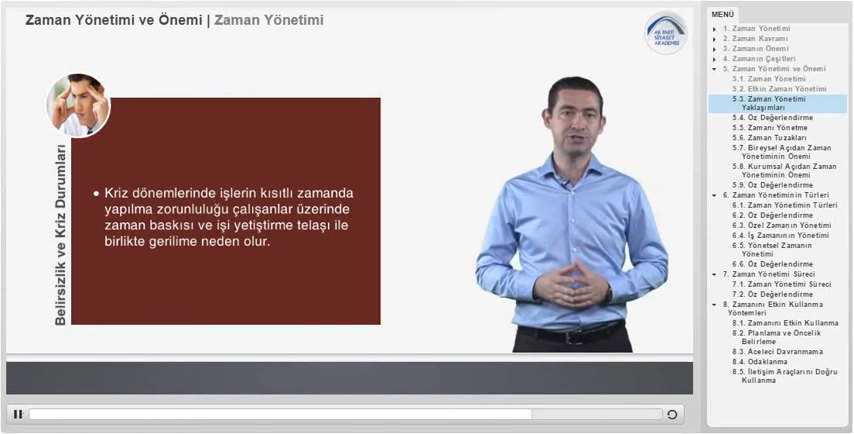 Zaman Yönetimi ve Önemi | Zaman Yönetimi
AK PARTİ
SİYASET
AKADEMİSİ
Belirsizlik ve Kriz Durumları
• Kriz dönemlerinde işlerin kısıtlı zamanda
yapılma zorunluluğu çalışanlar üzerinde
zaman baskısı ve işi yetiştirme telaşı ile
birlikte gerilime neden olur.
MENÜ
1. Zaman Yönetimi
2. Zaman Kavramı
3. Zamanın Önemi
4. Zamanın Çeşitleri
5. Zaman Yönetimi ve Önemi
5.1. Zaman Yönetimi
5.2. Etkin Zaman Yönetimi
5.3. Zaman Yönetimi
Yaklaşımları
5.4. Öz Değerlendirme
5.5. Zamanı Yönetme
5.6. Zaman Tuzakları
5.7. Bireysel Açıdan Zaman
Yönetiminin Önemi
5.8. Kurumsal Açıdan Zaman
Yönetiminin Önemi
5.9. Öz Değerlendirme
6. Zaman Yönetiminin Türleri
6.1. Zaman Yönetimin Türleri
6.2. Öz Değerlendirme
6.3. Özel Zamanın Yönetimi
6.4. İş Zamanının Yönetimi
6.5. Yönetsel Zamanın
Yönetimi
6.6. Öz Değerlendirme
7. Zaman Yönetimi Süreci
7.1. Zaman Yönetimi Süreci
7.2. Öz Değerlendirme
8. Zamanını Etkin Kullanma
Yöntemleri
8.1. Zamanını Etkin Kullanma
8.2. Planlama ve Öncelik
Belirleme
8.3. Aceleci Davranmama
8.4. Odaklanma
8.5. İletişim Araçlarını Doğru
Kullanma